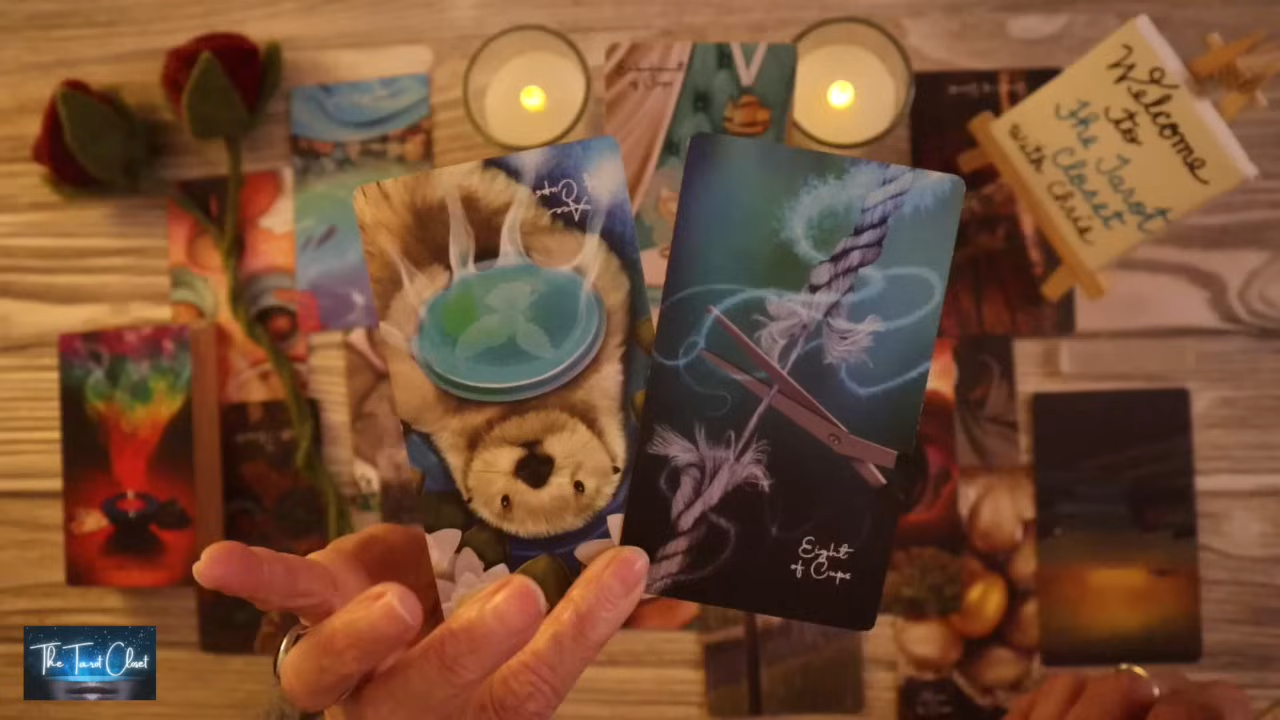 Welcome
To
The Tarot
Closet
with Chris
Ace
of Cups
Eight
of Cups
The Tarot Closet